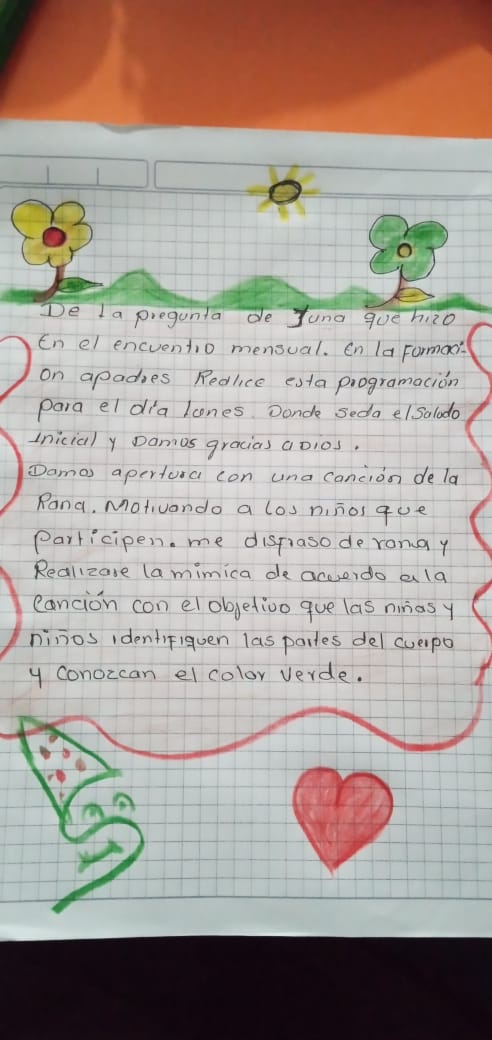 De la pregunta de Juna que hizo
En el encuentro mensual. En la Formaci-
on apadres Realice esta programación
para el día lones. Donde seda el Saludo
Inicial y Damos gracias a DIOS.
Damos apertura con una canción de la
Rana. Motivando a los niños que
Participen. me disfraso de rana y
Realizare la mimica de acuerdo a la
Canción con el objetivo que las niñas y
niños identifiquen las partes del cuerpo
y conozcan el color verde.